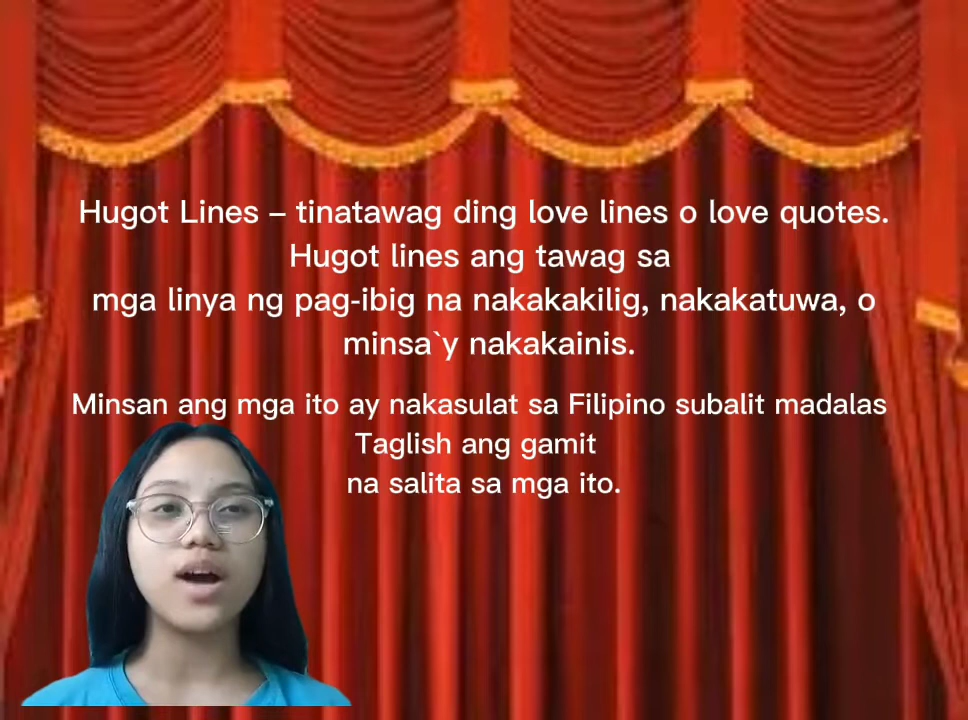 Hugot Lines – tinatawag ding love lines o love quotes.
Hugot lines ang tawag sa
mga linya ng pag-ibig na nakakakilig, nakakatuwa, o
minsa`y nakakainis.
Minsan ang mga ito ay nakasulat sa Filipino subalit madalas
Taglish ang gamit
na salita sa mga ito.